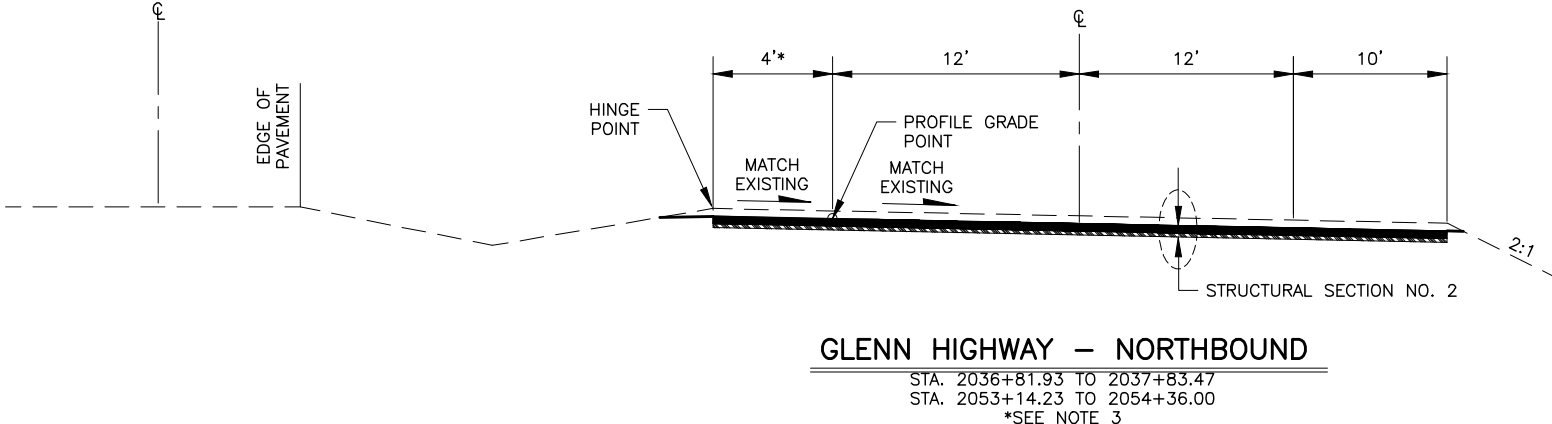 ℄
℄
4'*
12'
12'
10'
EDGE OF
PAVEMENT
HINGE
POINT
PROFILE GRADE
POINT
MATCH
EXISTING
MATCH
EXISTING
2:1
STRUCTURAL SECTION NO. 2
GLENN HIGHWAY – NORTHBOUND
STA. 2036+81.93 TO 2037+83.47
STA. 2053+14.23 TO 2054+36.00
*SEE NOTE 3